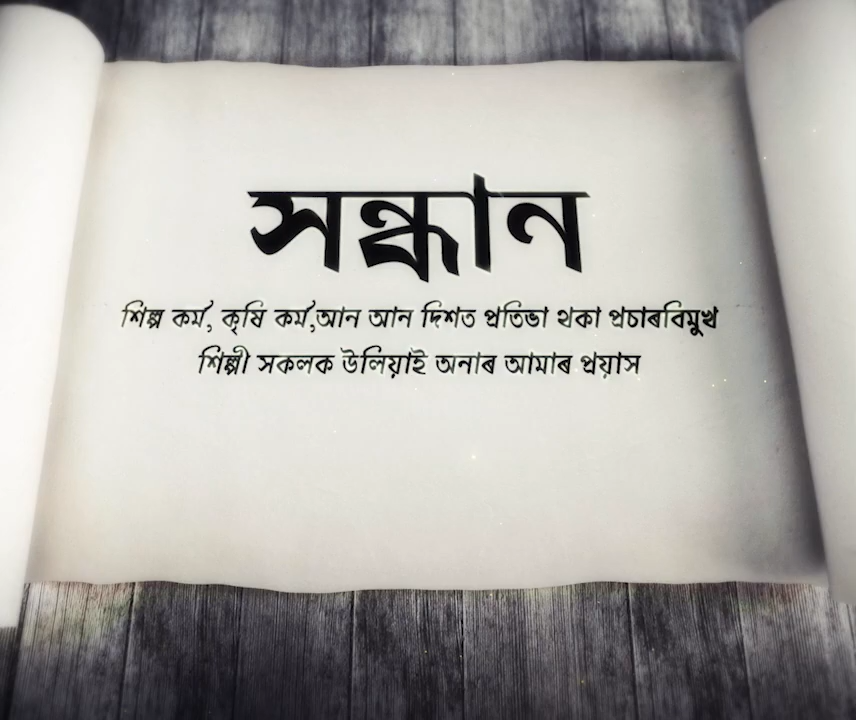 সন্ধান
শিল্প কৰ্ম, কৃষি কৰ্ম,আন আন দিশত প্ৰতিভা থকা প্ৰচাৰবিমুখ
শিল্পী সকলক উলিয়াই অনাৰ আমাৰ প্ৰয়াস